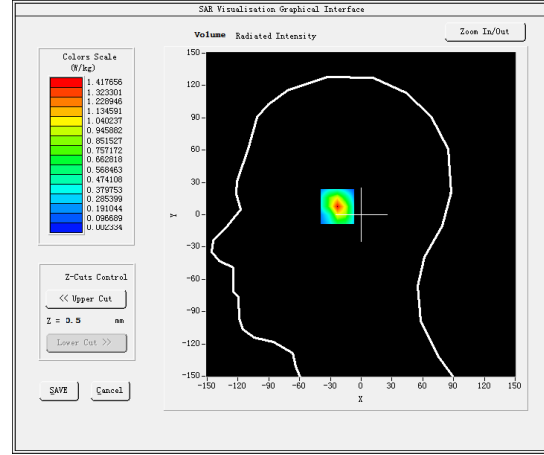 SAR Visualisation Graphical Interface
Volume Radiated Intensity
Zoom In/Out
Colors Scale
(W/kg)
1.417656
1.323301
1.228946
1.134591
1.040237
0.945882
0.851527
0.757172
0.662818
0.568463
0.474108
0.379753
0.285399
0.191044
0.096689
0.002334
Z-Cuts Control
<< Upper Cut
Z = 3.5 mm
Lower Cut >>
SAVE Cancel
150
120
90
60
30
0
-30
-60
-90
-120
-150
Y
-150 -120 -90 -60 -30 0 30 60 90 120 150
X